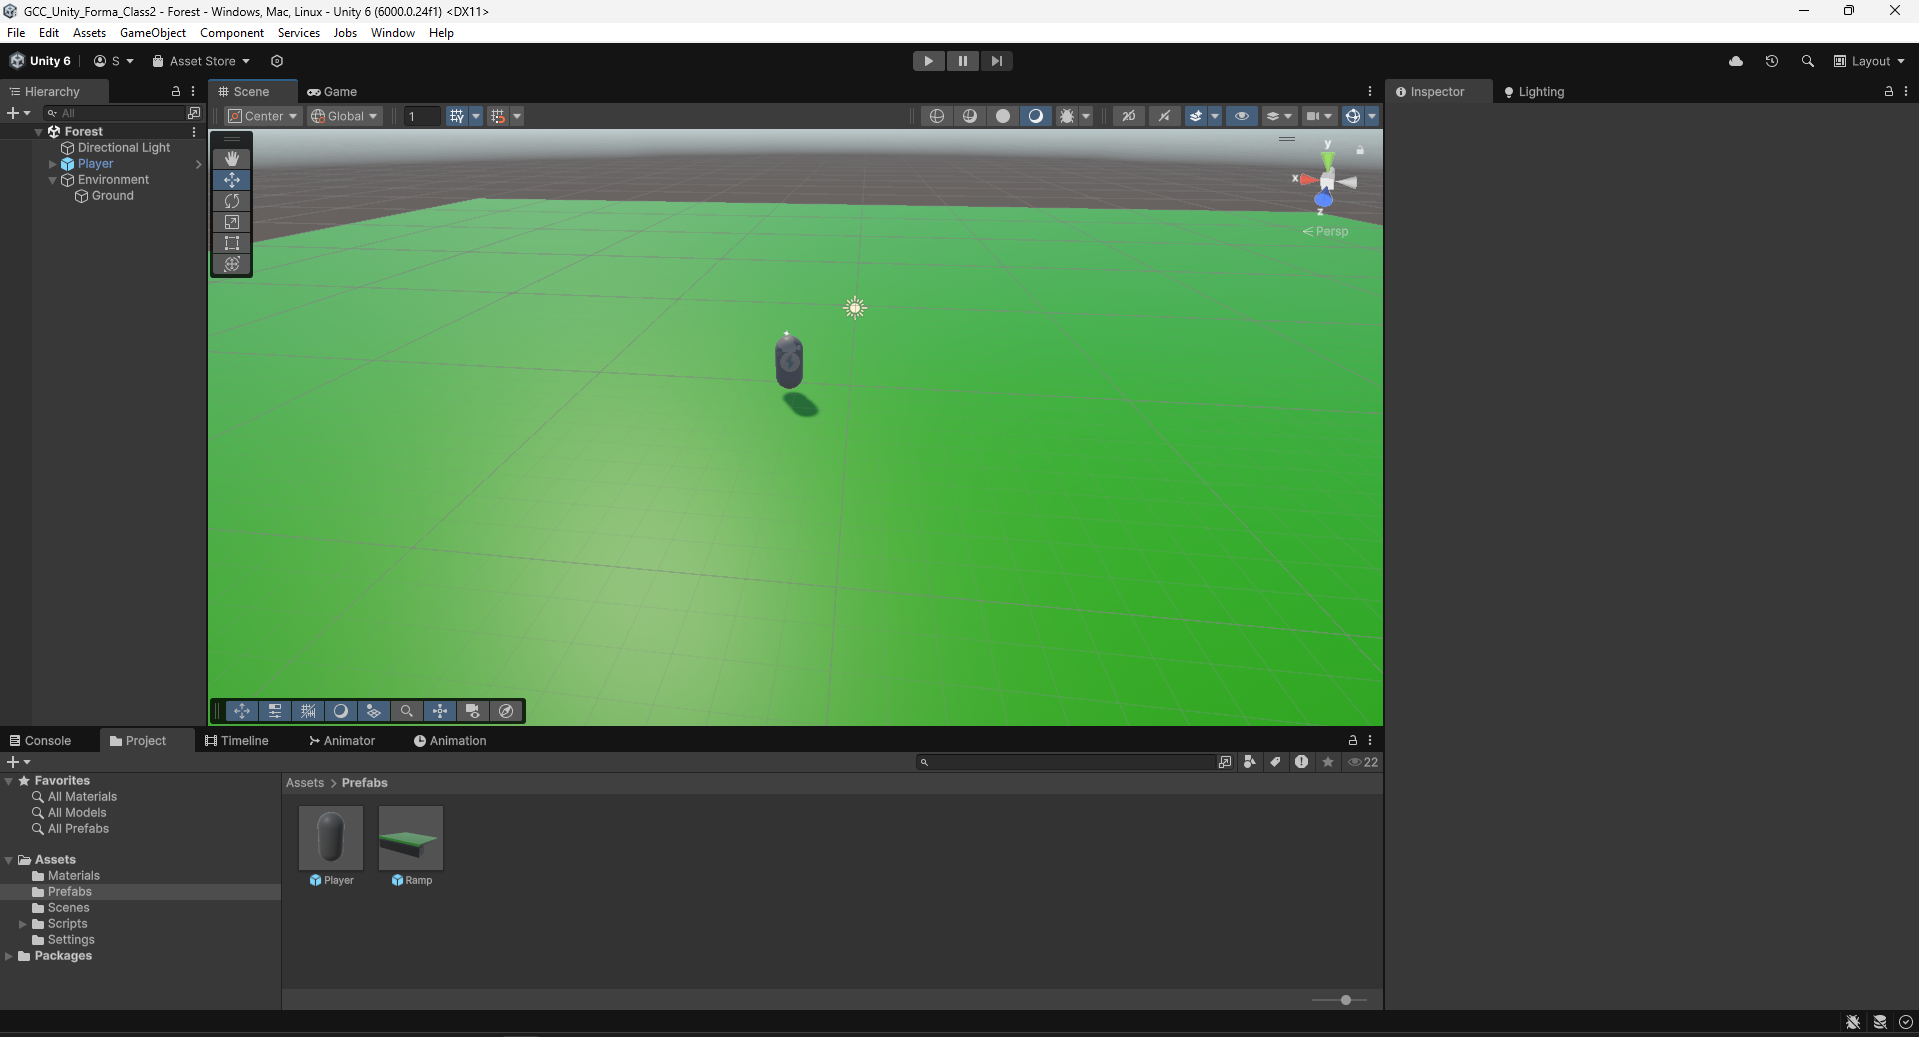 GCC_Unity_Forma_Class2 - Forest - Windows, Mac, Linux - Unity 6 (6000.0.24f1) <DX11>
File Edit Assets GameObject Component Services Jobs Window Help
Unity 6 S Asset Store Layout
Hierarchy
Scene Game
Inspector Lighting
All
Center Global 1 2D
Forest
Directional Light
Player
Environment
Ground
y
x
z
Persp
Console Project Timeline Animator Animation
22
Favorites
All Materials
All Models
All Prefabs
Assets
Materials
Prefabs
Scenes
Scripts
Settings
Packages
Assets > Prefabs
Player Ramp